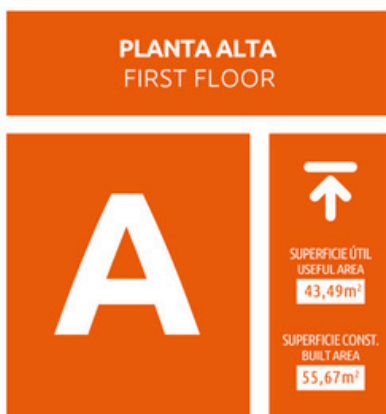 PLANTA ALTA
FIRST FLOOR
A
SUPERFICIE ÚTIL
USEFUL AREA
43,49m²
SUPERFICIE CONST.
BUILT AREA
55,67m²